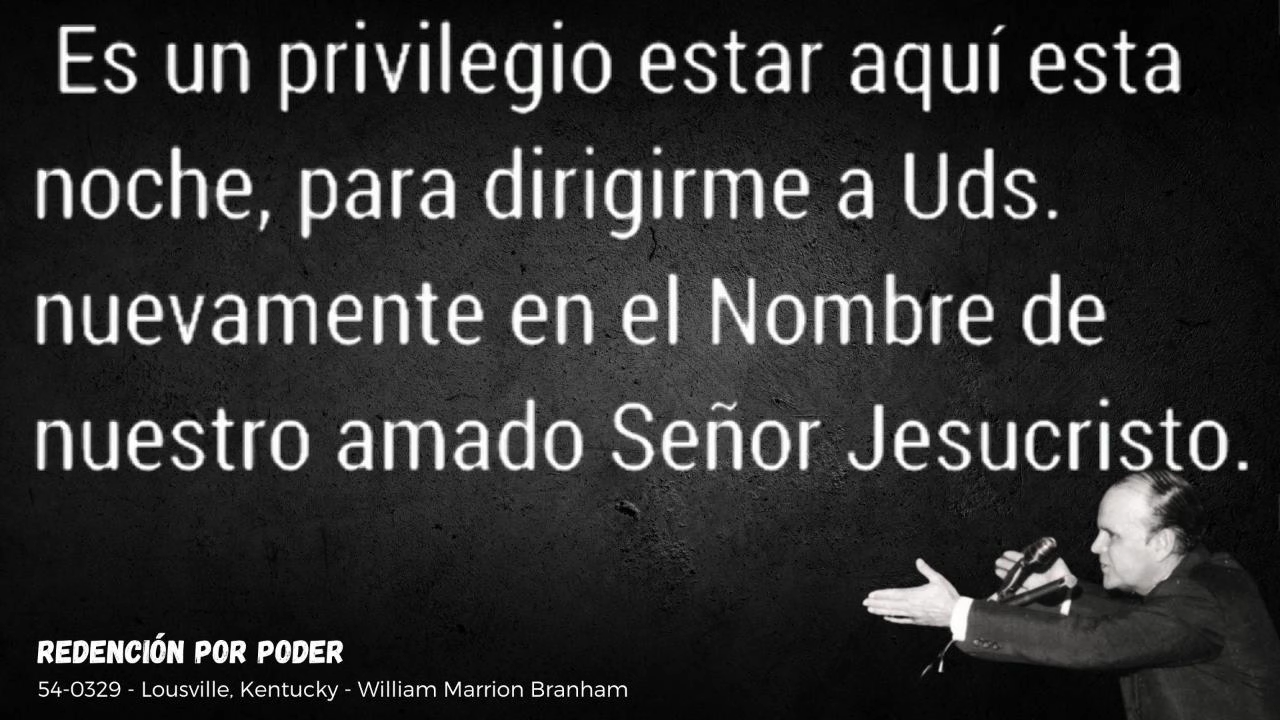 Es un privilegio estar aquí esta
noche, para dirigirme a Uds.
nuevamente en el Nombre de
nuestro amado Señor Jesucristo.
REDENCIÓN POR PODER
54-0329 - Lousville, Kentucky - William Marrion Branham